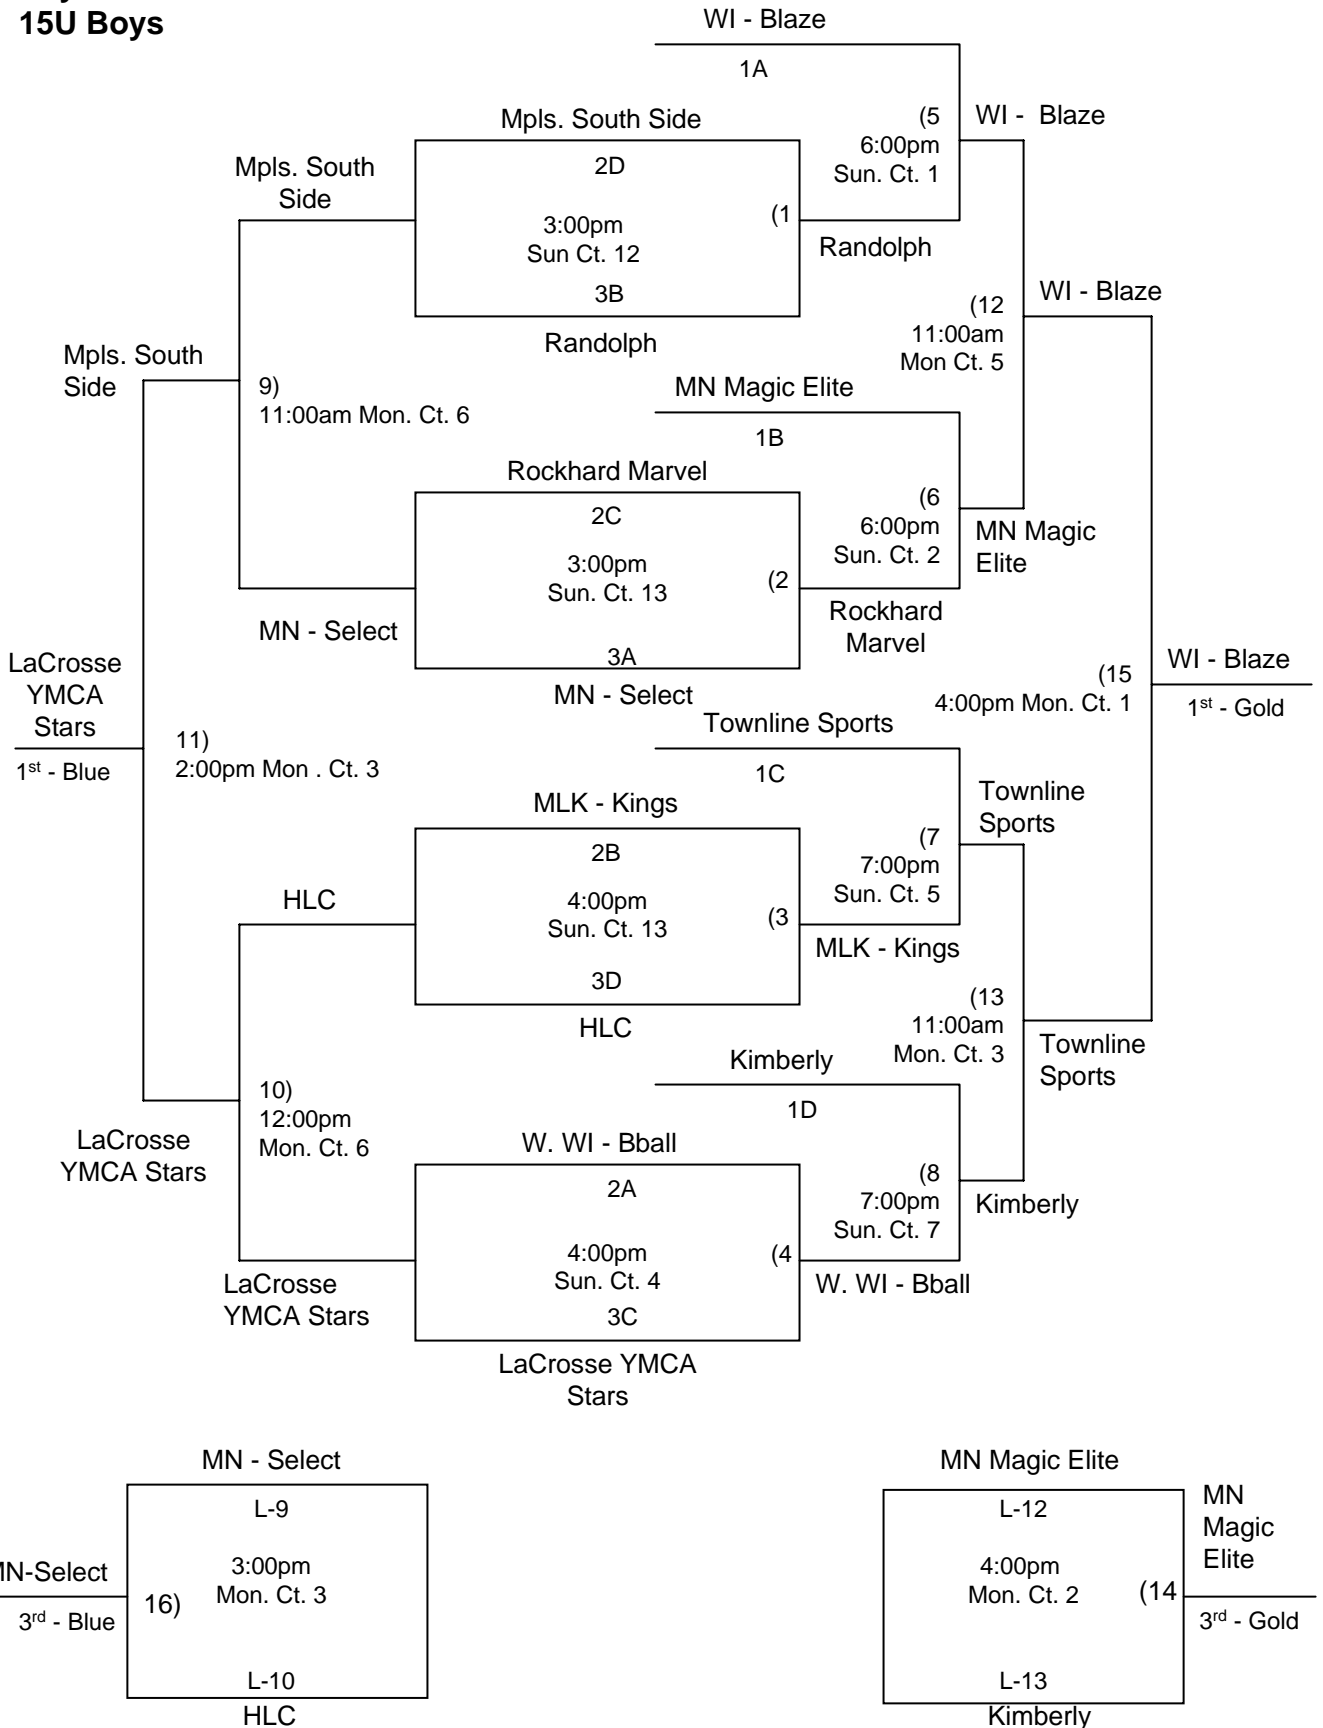 15U Boys
WI - Blaze
1A
(5
6:00pm
Sun. Ct. 1
WI -  Blaze
Mpls. South Side
2D
3:00pm
Sun Ct. 12
3B
(1
Randolph
Randolph
Mpls. South
Side
(12
11:00am
Mon Ct. 5
WI - Blaze
Mpls. South
Side
9)
11:00am Mon. Ct. 6
MN Magic Elite
1B
(6
6:00pm
Sun. Ct. 2
MN Magic
Elite
Rockhard Marvel
2C
3:00pm
Sun. Ct. 13
(2
3A
MN - Select
Rockhard
Marvel
MN - Select
LaCrosse
YMCA
Stars
1st - Blue
11)
2:00pm Mon . Ct. 3
(15
4:00pm Mon. Ct. 1
WI - Blaze
1st - Gold
Townline Sports
1C
(7
7:00pm
Sun. Ct. 5
Townline
Sports
MLK - Kings
2B
4:00pm
Sun. Ct. 13
(3
3D
HLC
MLK - Kings
HLC
(13
11:00am
Mon. Ct. 3
Townline
Sports
Kimberly
1D
(8
7:00pm
Sun. Ct. 7
Kimberly
10)
12:00pm
Mon. Ct. 6
LaCrosse
YMCA Stars
W. WI - Bball
2A
4:00pm
Sun. Ct. 4
(4
3C
LaCrosse YMCA
Stars
W. WI - Bball
LaCrosse
YMCA Stars
MN - Select
L-9
3:00pm
Mon. Ct. 3
16)
L-10
HLC
MN-Select
3rd - Blue
MN Magic Elite
L-12
4:00pm
Mon. Ct. 2
(14
L-13
Kimberly
MN
Magic
Elite
3rd - Gold